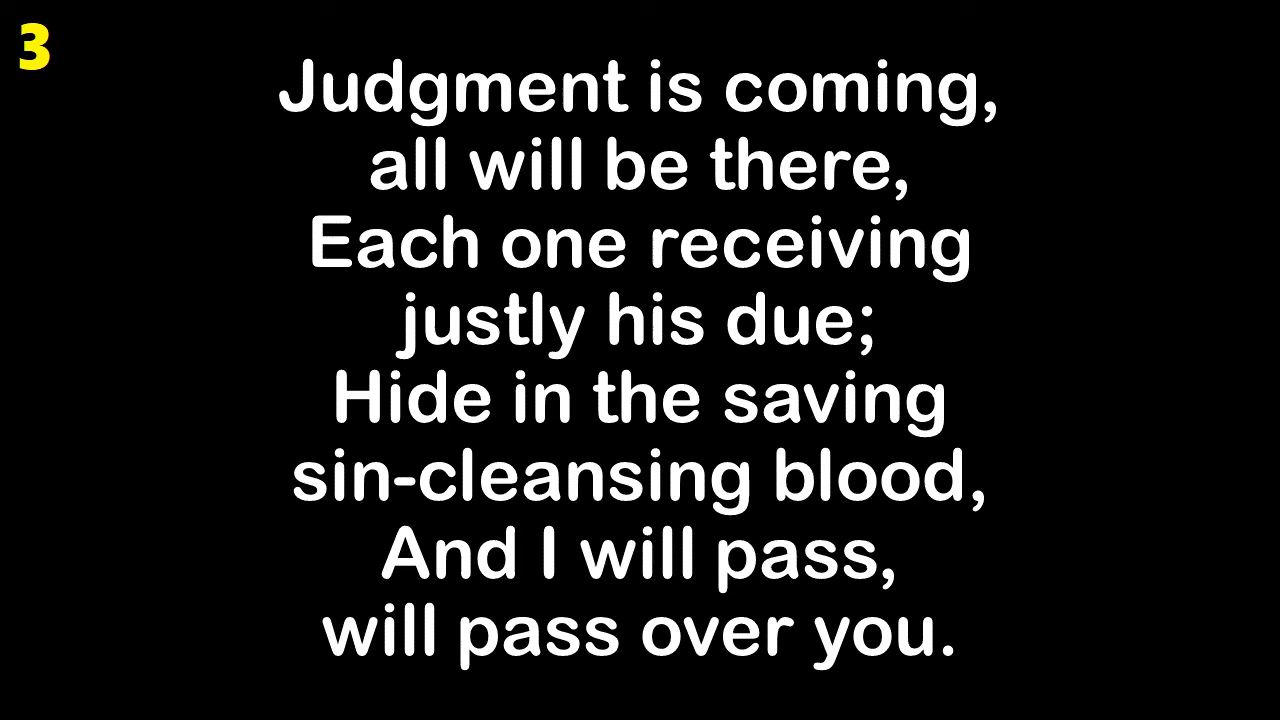 3
Judgment is coming,
all will be there,
Each one receiving
justly his due;
Hide in the saving
sin-cleansing blood,
And I will pass,
will pass over you.